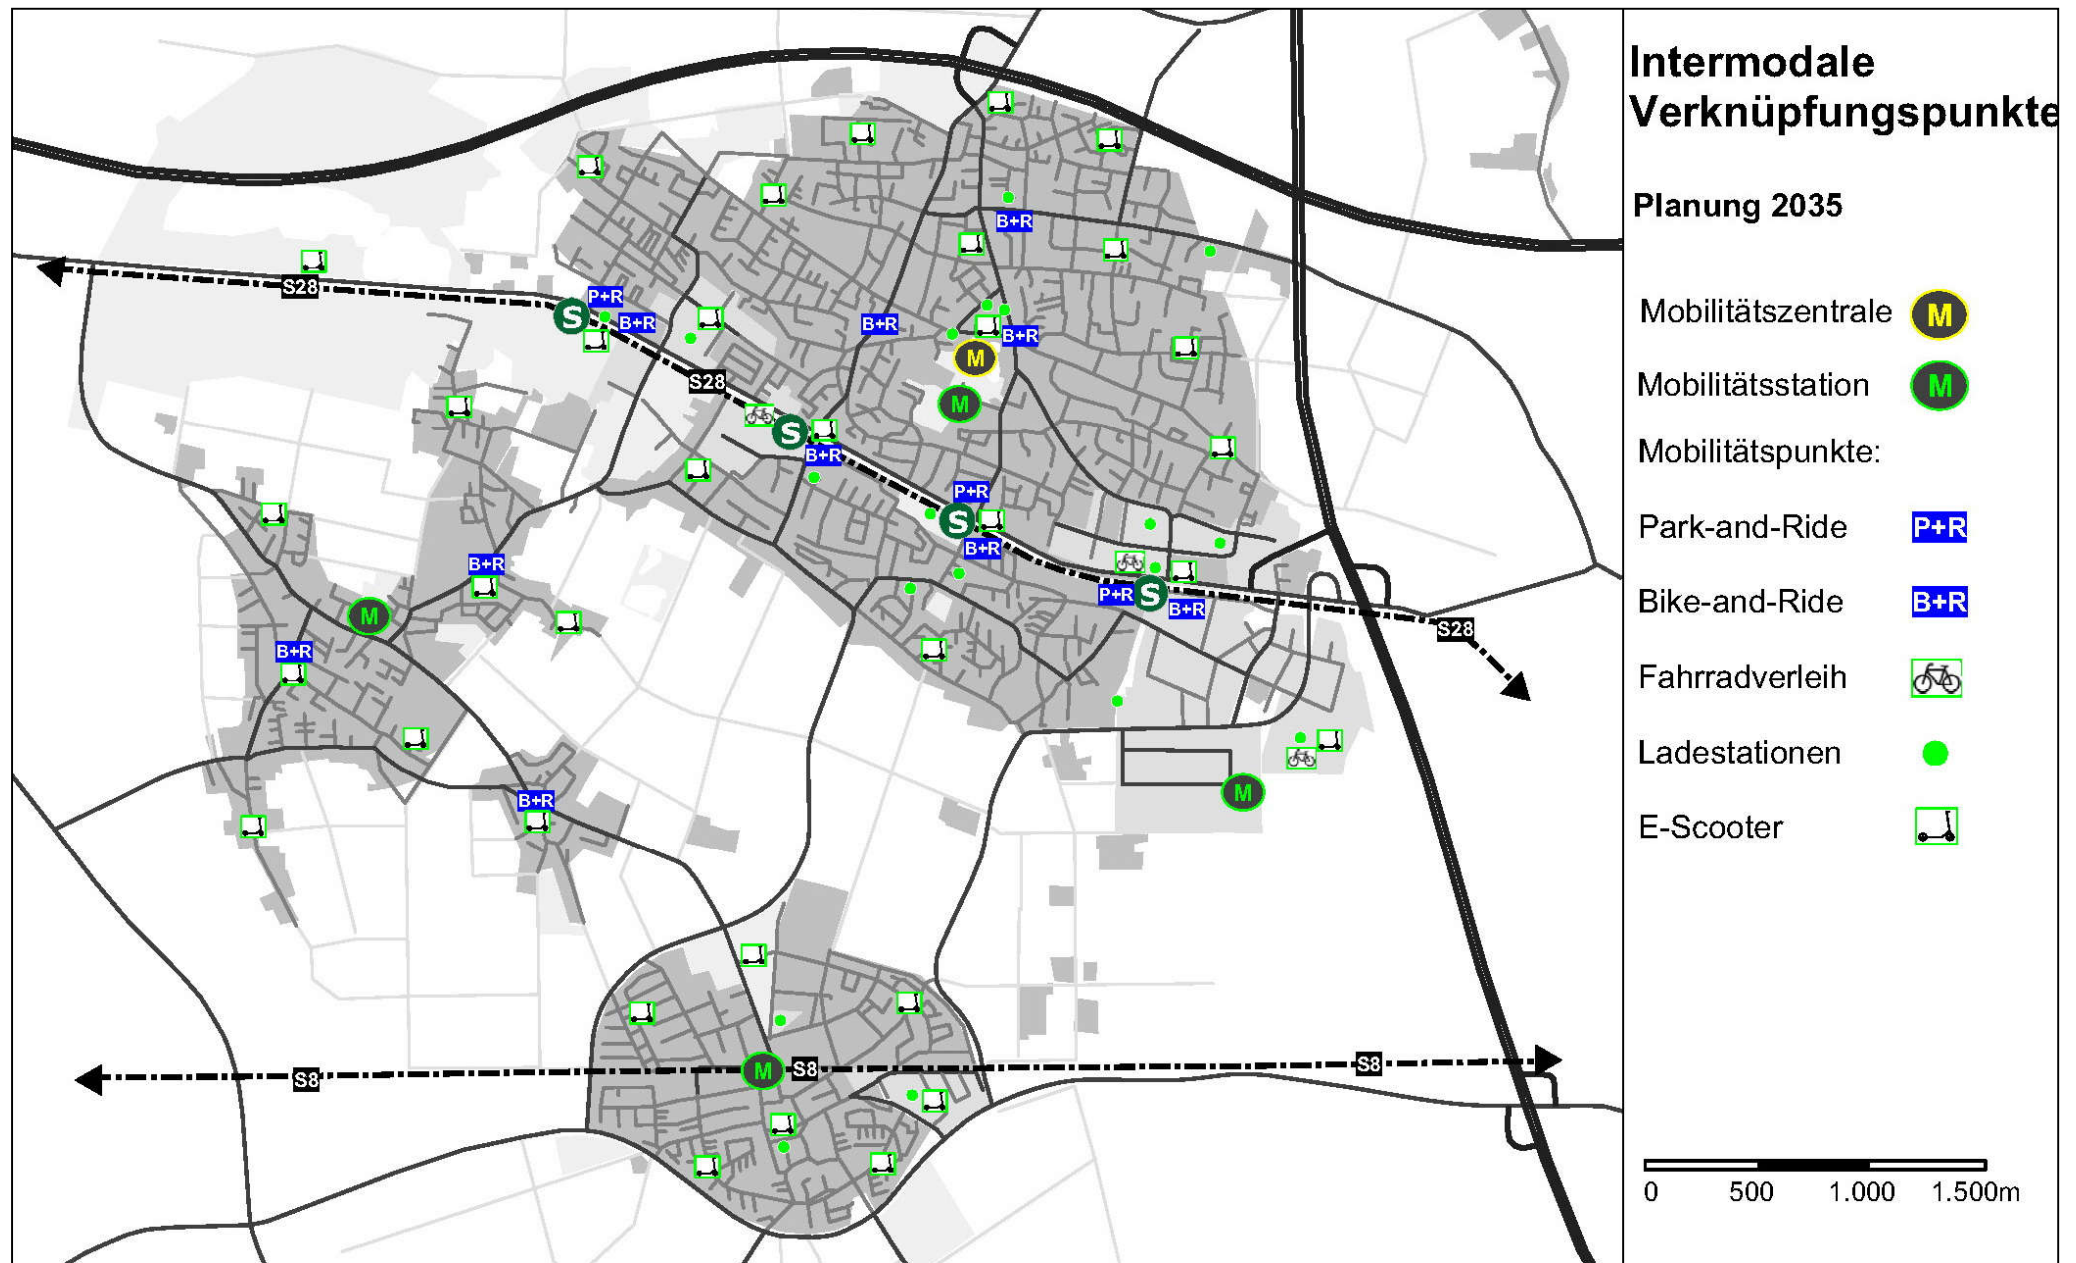 Intermodale
Verknüpfungspunkte
Planung 2035
Mobilitätszentrale M
Mobilitätsstation M
Mobilitätspunkte:
Park-and-Ride P+R
Bike-and-Ride B+R
Fahrradverleih
Ladestationen
E-Scooter
0 500 1.000 1.500m
B+R
S28
P+R
S
B+R
B+R
B+R
M
S28
M
S
B+R
P+R
S
B+R
B+R
P+R
S
B+R
M
S28
B+R
M
B+R
S8
M
S8
S8